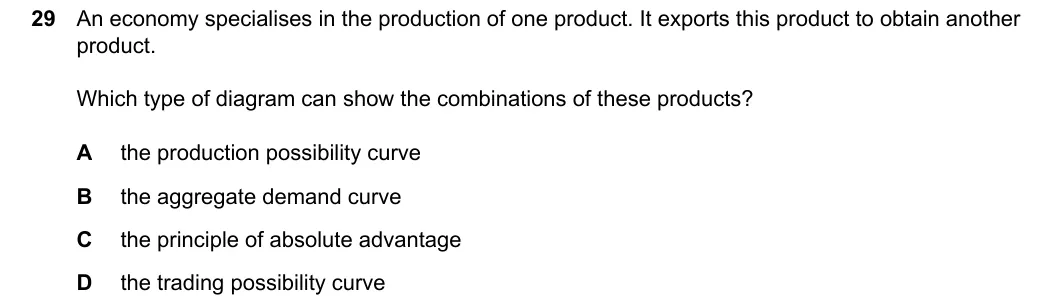 29 An economy specialises in the production of one product. It exports this product to obtain another
product.
Which type of diagram can show the combinations of these products?
A the production possibility curve
B the aggregate demand curve
C the principle of absolute advantage
D the trading possibility curve